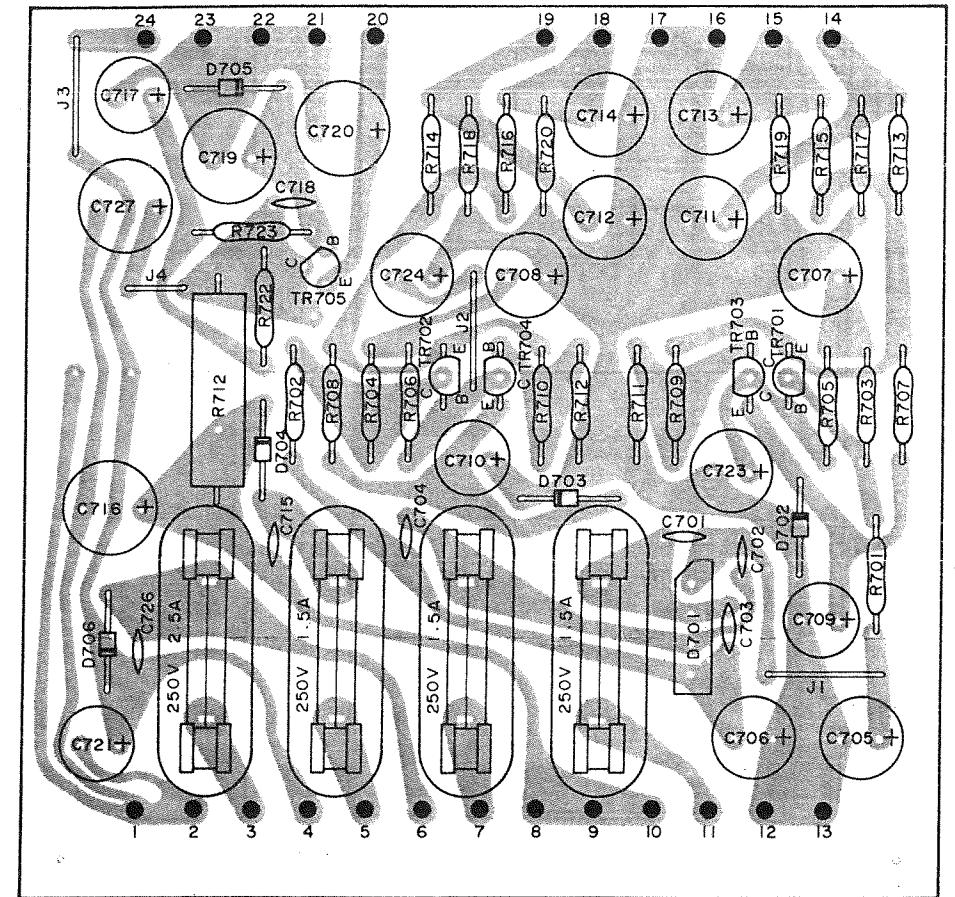 24 23 22 21 20 19 18 17 16 15 14
D705
J3
C717 +
C720 +
C714 +
C713 +
C719 +
R714
R718
R716
R720
R719
R715
R717
R713
C718
C727 +
C712 +
C711 +
R723
B
C
E
TR705
J4
R722
C724 +
C708 +
C707 +
J2
TR702
E
C
B
TR704
B
E
C
TR703
B
C
E
TR701
E
C
B
R712
R702
R708
R704
R706
R710
R712
R711
R709
R705
R703
R707
D704
C710 +
C723 +
D703
C716 +
C715
C704
C701
C702
D702
R701
D706
C726
250V 2.5A
250V 1.5A
250V 1.5A
250V 1.5A
D701
C703
C709 +
J1
C721 +
C706 +
C705 +
1 2 3 4 5 6 7 8 9 10 11 12 13